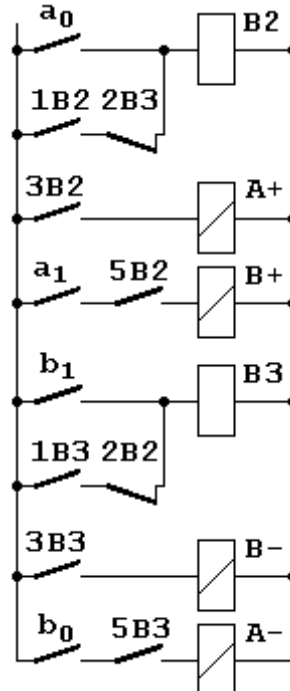 a₀ B2
1B2 2B3
3B2 A+
a₁ 5B2 B+
b₁ B3
1B3 2B2
3B3 B-
b₀ 5B3 A-